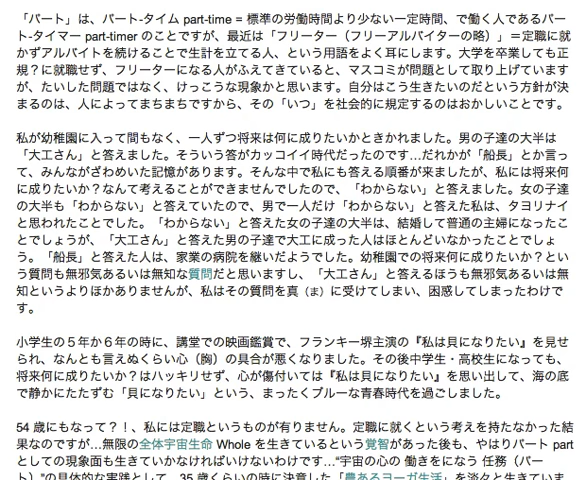 「パート」は、パート-タイム part-time = 標準の労働時間より少ない一定時間、で働く人であるパー
ト-タイマー part-timer のことですが、最近は「フリーター（フリーアルバイターの略）」＝定職に就
かずアルバイトを続けることで生計を立てる人、という用語をよく耳にします。大学を卒業しても正
規？に就職せず、フリーターになる人がふえてきていると、マスコミが問題として取り上げています
が、たいした問題ではなく、けっこうな現象かと思います。自分はこう生きたいのだという方針が決
まるのは、人によってまちまちですから、その「いつ」を社会的に規定するのはおかしいことです。
私が幼稚園に入って間もなく、一人ずつ将来は何に成りたいかときかれました。男の子達の大半は
「大工さん」と答えました。そういう答がカッコイイ時代だったのです…だれかが「船長」とか言っ
て、みんながざわめいた記憶があります。そんな中で私にも答る順番が来ましたが、私には将来何
に成りたいか？なんて考えることができませんでしたので、「わからない」と答えました。女の子達
の大半も「わからない」と答えていたので、男で一人だけ「わからない」と答えた私は、タヨリナイ
と思われたことでした。「わからない」と答えた女の子達の大半は、結婚して普通の主婦になったこ
とでしょうが、「大工さん」と答えた男の子達で大工に成った人はほとんどいなかったことでしょ
う。「船長」と答えた人は、家業の病院を継いだようでした。幼稚園での将来何に成りたいか？とい
う質問も無邪気あるいは無知な質問だと思いますし、「大工さん」と答えるほうも無邪気あるいは無
知というよりほかありませんが、私はその質問を真（ま）に受けてしまい、困惑してしまったわけで
す。
小学生の５年か６年の時に、講堂での映画鑑賞で、フランキー堺主演の『私は貝になりたい』を見せ
られ、なんとも言えぬくらい心（胸）の具合が悪くなりました。その後中学生・高校生になっても、
将来何に成りたいか？はハッキリせず、心が傷付いては『私は貝になりたい』を思い出して、海の底
で静かにたたずむ「貝になりたい」という、まったくブルーな青春時代を過ごしました。
54 歳にもなって？！、私には定職というものが有りません。定職に就くという考えを持たなかった結
果なのですが…無限の全体宇宙生命 Whole を生きているという覚智があった後も、やはりパート part
としての現象面も生きていかなければいけないわけです…“宇宙の心の 働きをになう 任務（パー
ト）”の具体的な実践として、35 歳くらいの時に決意した「農あるヨーガ生活」を淡々と生きていま